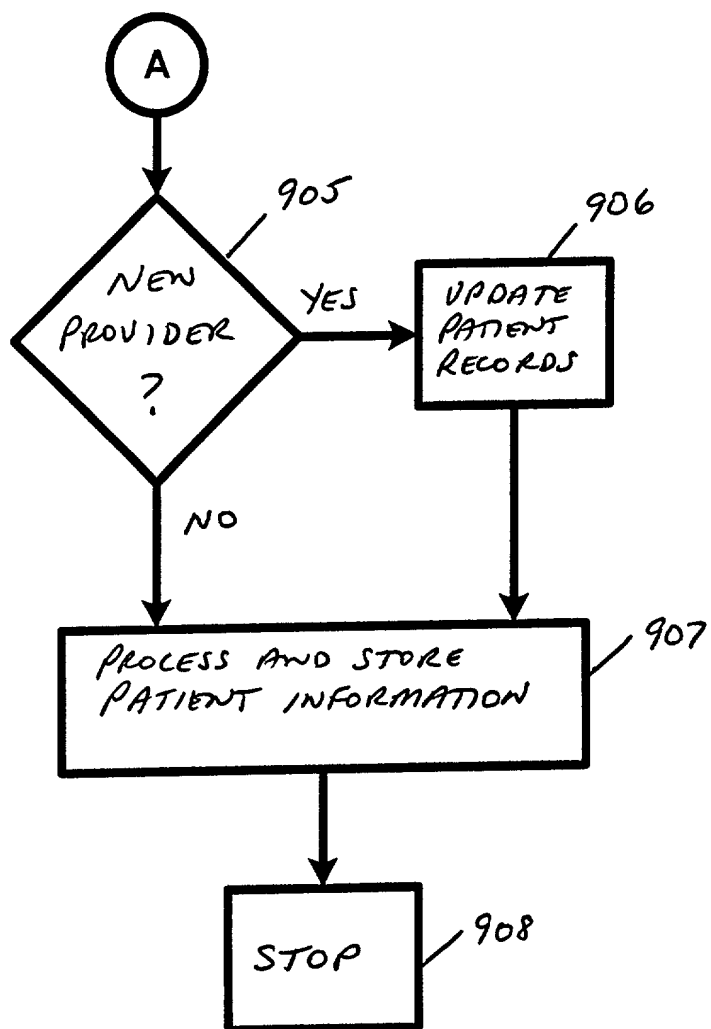 A
905
NEW
PROVIDER
?
YES
906
UPDATE
PATIENT
RECORDS
NO
907
PROCESS AND STORE
PATIENT INFORMATION
908
STOP